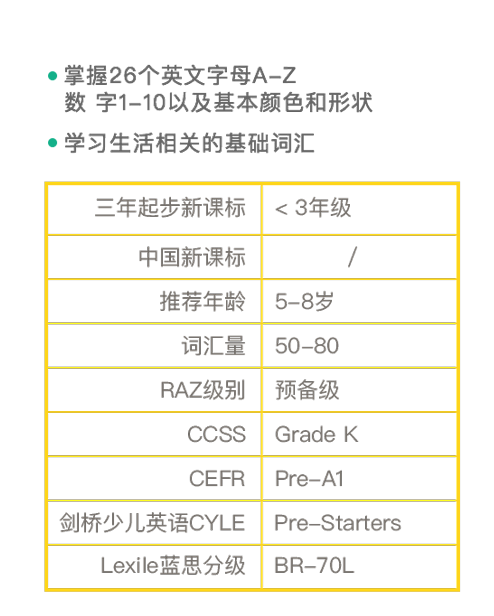 掌握26个英文字母A-Z
数 字1-10以及基本颜色和形状
学习生活相关的基础词汇
三年起步新课标 < 3年级
中国新课标 /
推荐年龄 5-8岁
词汇量 50-80
RAZ级别 预备级
CCSS Grade K
CEFR Pre-A1
剑桥少儿英语CYLE Pre-Starters
Lexile蓝思分级 BR-70L